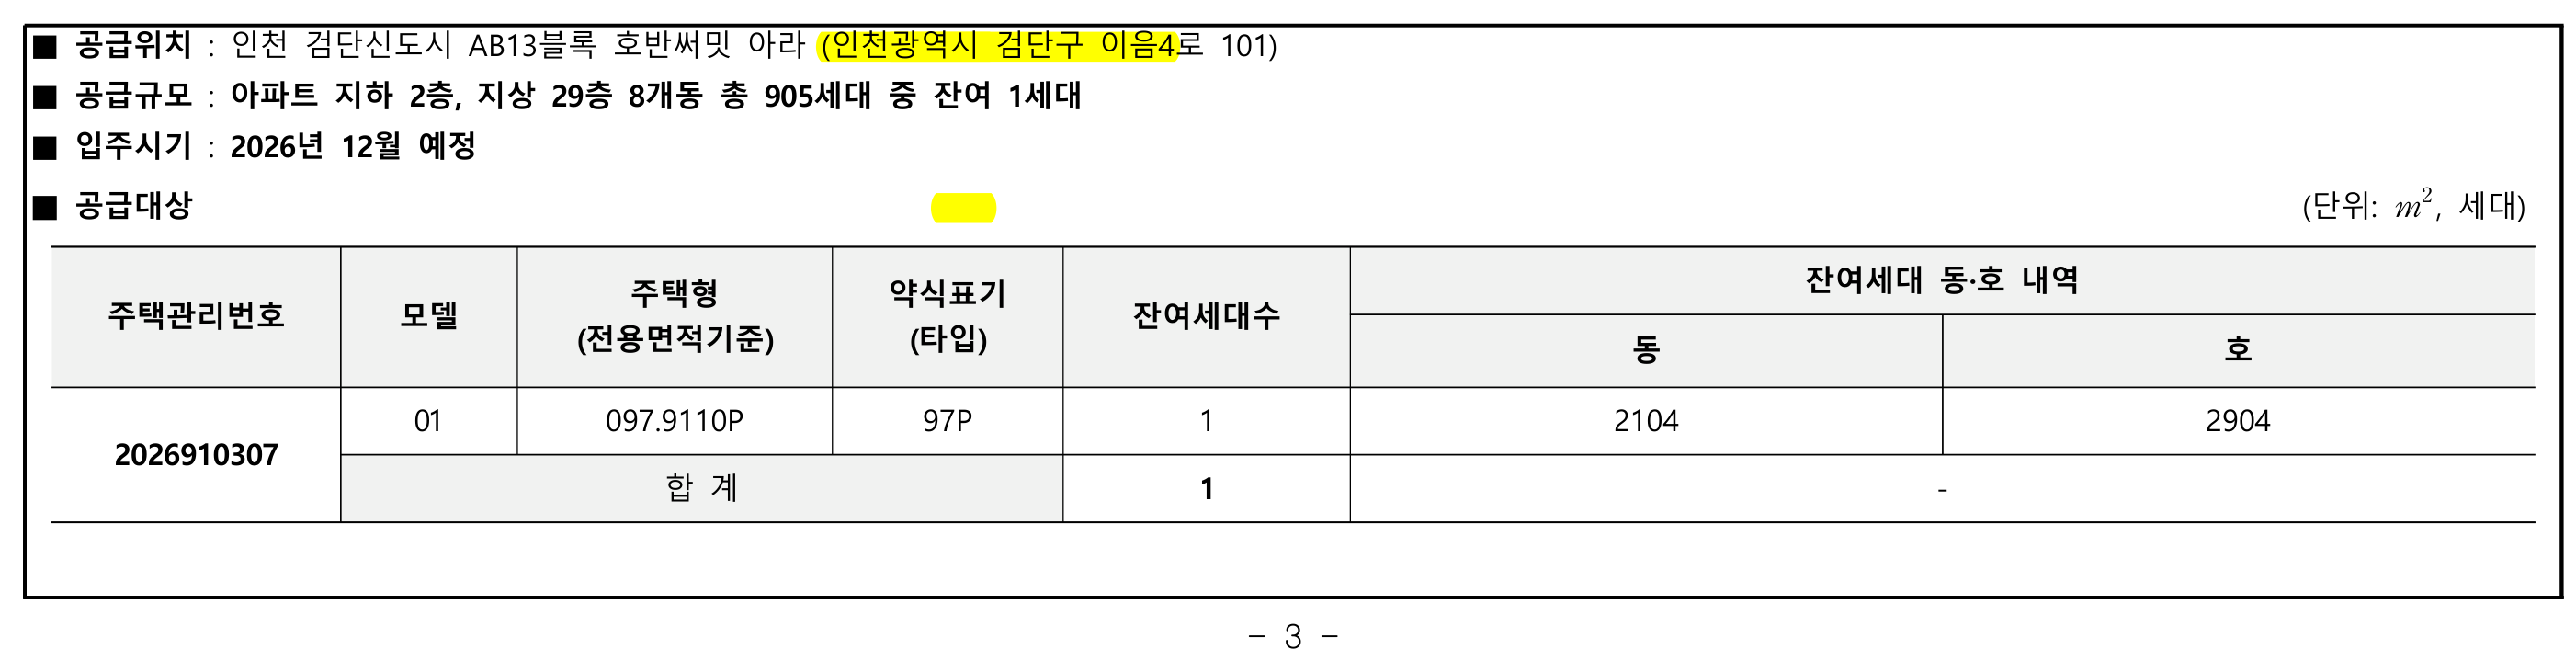 ■ 공급위치 : 인천 검단신도시 AB13블록 호반써밋 아라 (인천광역시 검단구 이음4로 101)
■ 공급규모 : 아파트 지하 2층, 지상 29층 8개동 총 905세대 중 잔여 1세대
■ 입주시기 : 2026년 12월 예정
■ 공급대상 (단위: m², 세대)
주택관리번호 모델 주택형 (전용면적기준) 약식표기 (타입) 잔여세대수 잔여세대 동·호 내역
동 호
2026910307 01 097.9110P 97P 1 2104 2904
합 계 1 -
- 3 -